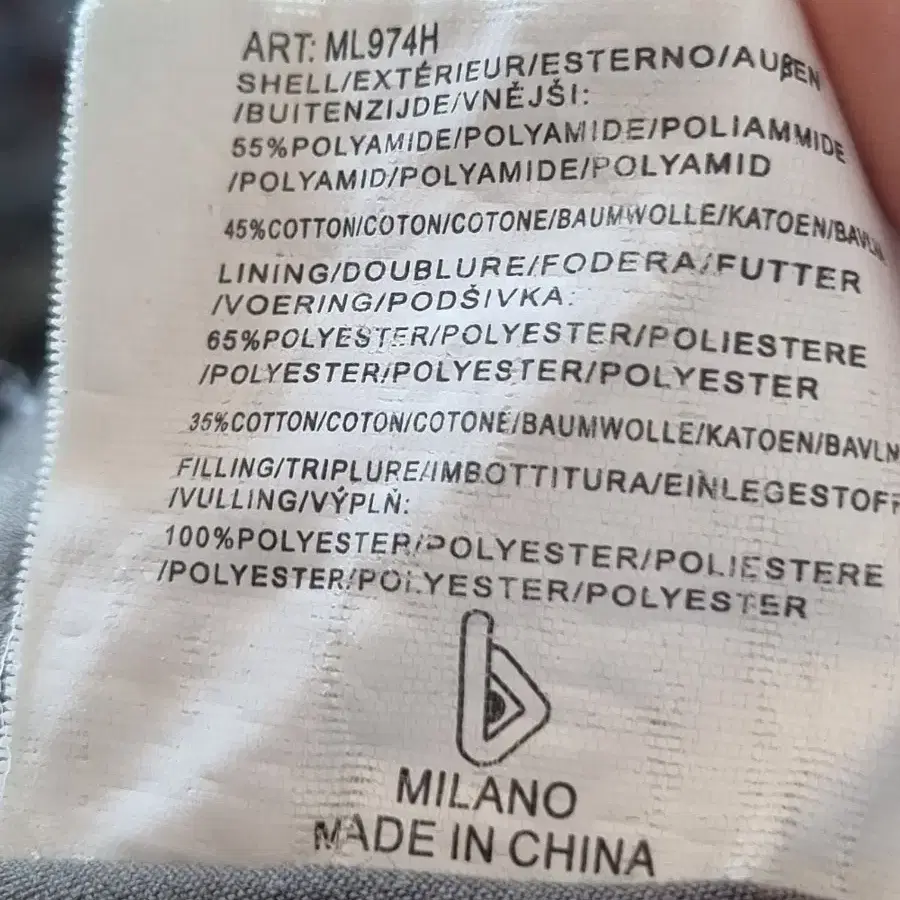 ART: ML974H
SHELL/EXTÉRIEUR/ESTERNO/AUßEN
/BUITENZIJDE/VNĚJŠI:
55%POLYAMIDE/POLYAMIDE/POLIAMMIDE
/POLYAMID/POLYAMIDE/POLYAMID
45%COTTON/COTON/COTONE/BAUMWOLLE/KATOEN/BAVLN
LINING/DOUBLURE/FODERA/FUTTER
/VOERING/PODŠIVKA:
65%POLYESTER/POLYESTER/POLIESTERE
/POLYESTER/POLYESTER/POLYESTER
35%COTTON/COTON/COTONE/BAUMWOLLE/KATOEN/BAVLN
FILLING/TRIPLURE/IMBOTTITURA/EINLEGESTOFF
/VULLING/VÝPLŇ:
100%POLYESTER/POLYESTER/POLIESTERE
/POLYESTER/POLYESTER/POLYESTER
MILANO
MADE IN CHINA